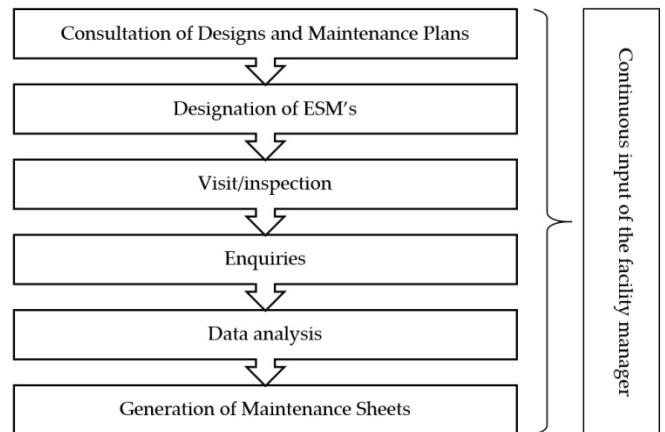 Consultation of Designs and Maintenance Plans
Designation of ESM's
Visit/inspection
Enquiries
Data analysis
Generation of Maintenance Sheets
Continuous input of the facility manager